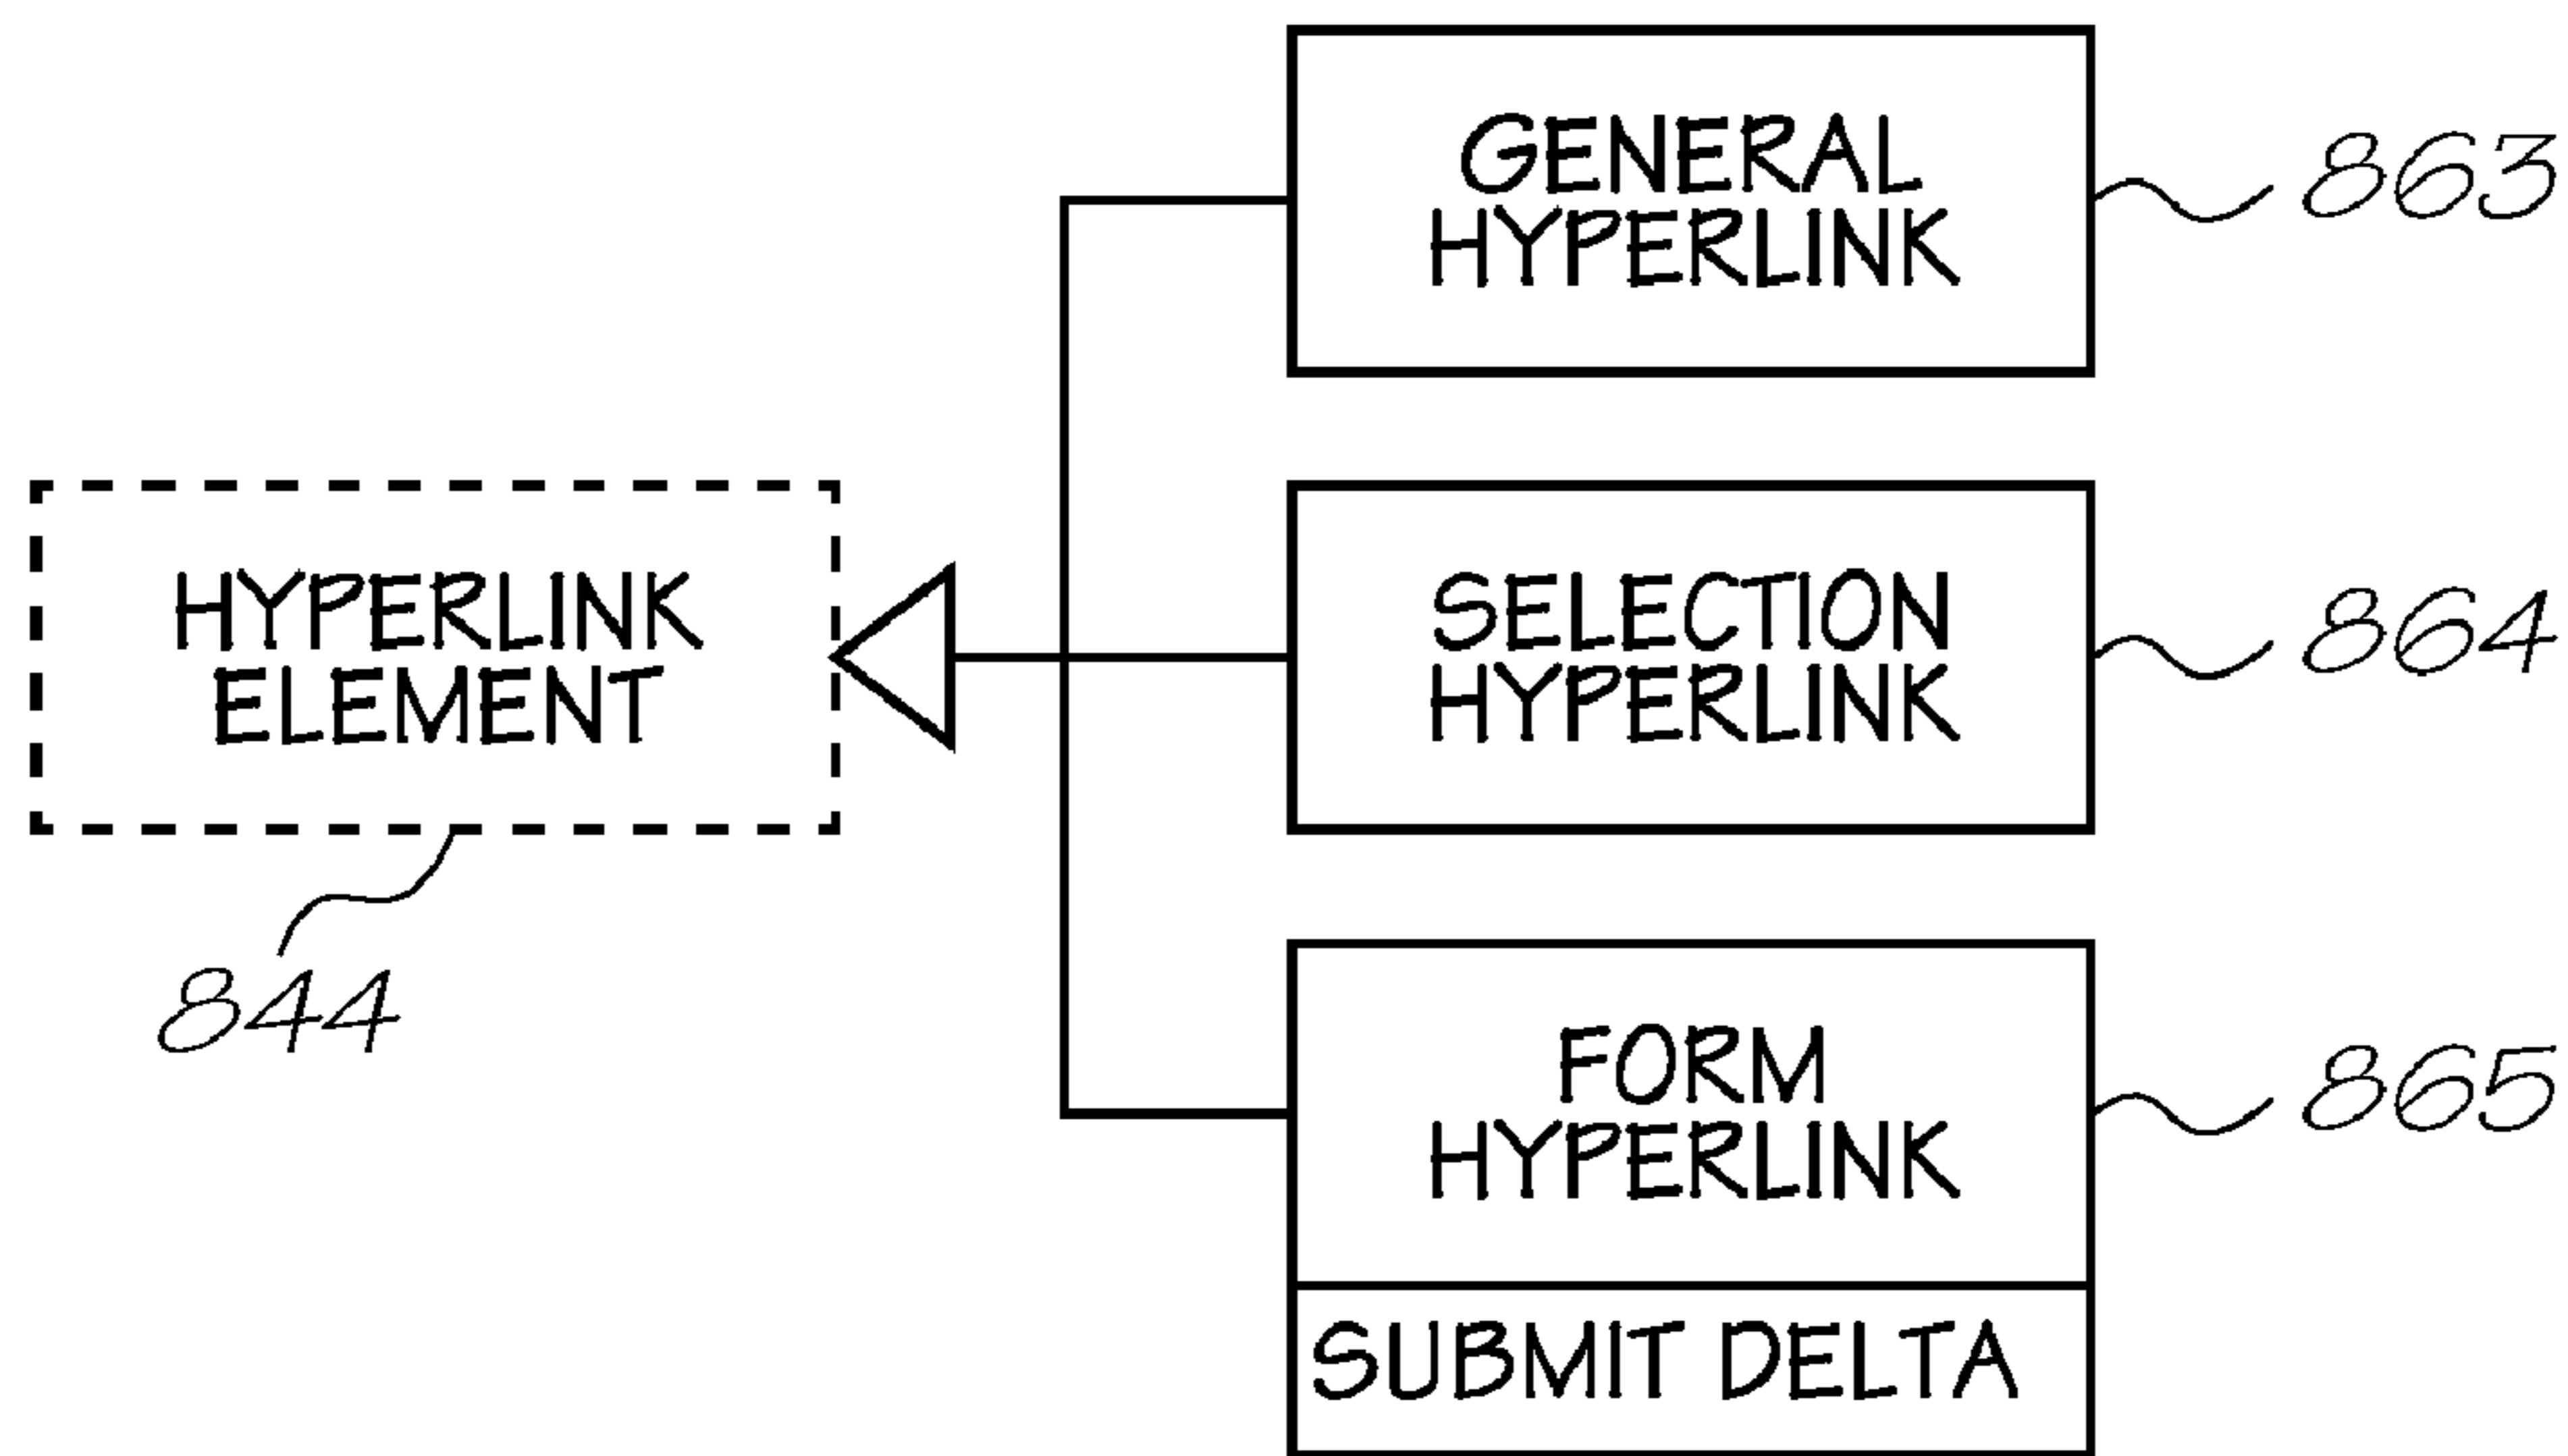 GENERAL
HYPERLINK
863
HYPERLINK
ELEMENT
844
SELECTION
HYPERLINK
864
FORM
HYPERLINK
865
SUBMIT DELTA